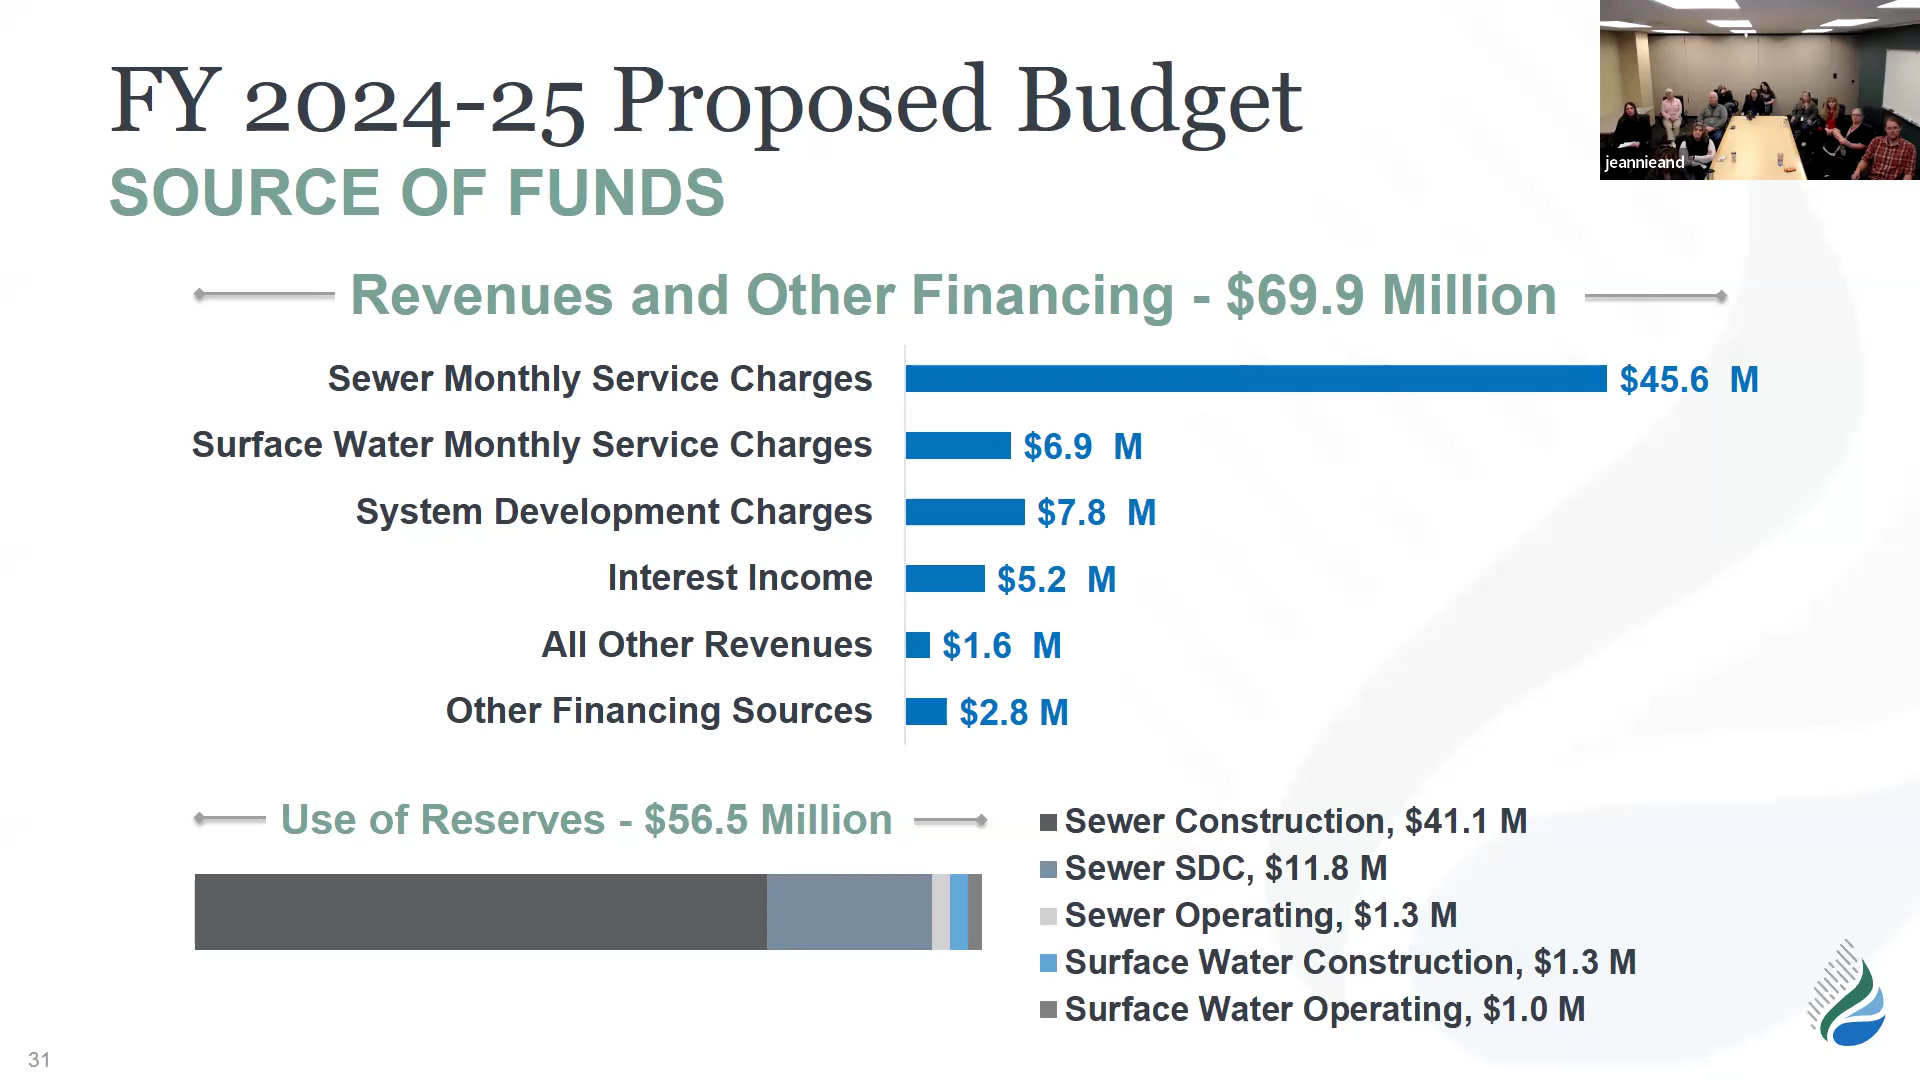 FY 2024-25 Proposed Budget
SOURCE OF FUNDS
jeannieand
Revenues and Other Financing - $69.9 Million
Sewer Monthly Service Charges $45.6 M
Surface Water Monthly Service Charges $6.9 M
System Development Charges $7.8 M
Interest Income $5.2 M
All Other Revenues $1.6 M
Other Financing Sources $2.8 M
Use of Reserves - $56.5 Million
Sewer Construction, $41.1 M
Sewer SDC, $11.8 M
Sewer Operating, $1.3 M
Surface Water Construction, $1.3 M
Surface Water Operating, $1.0 M
31